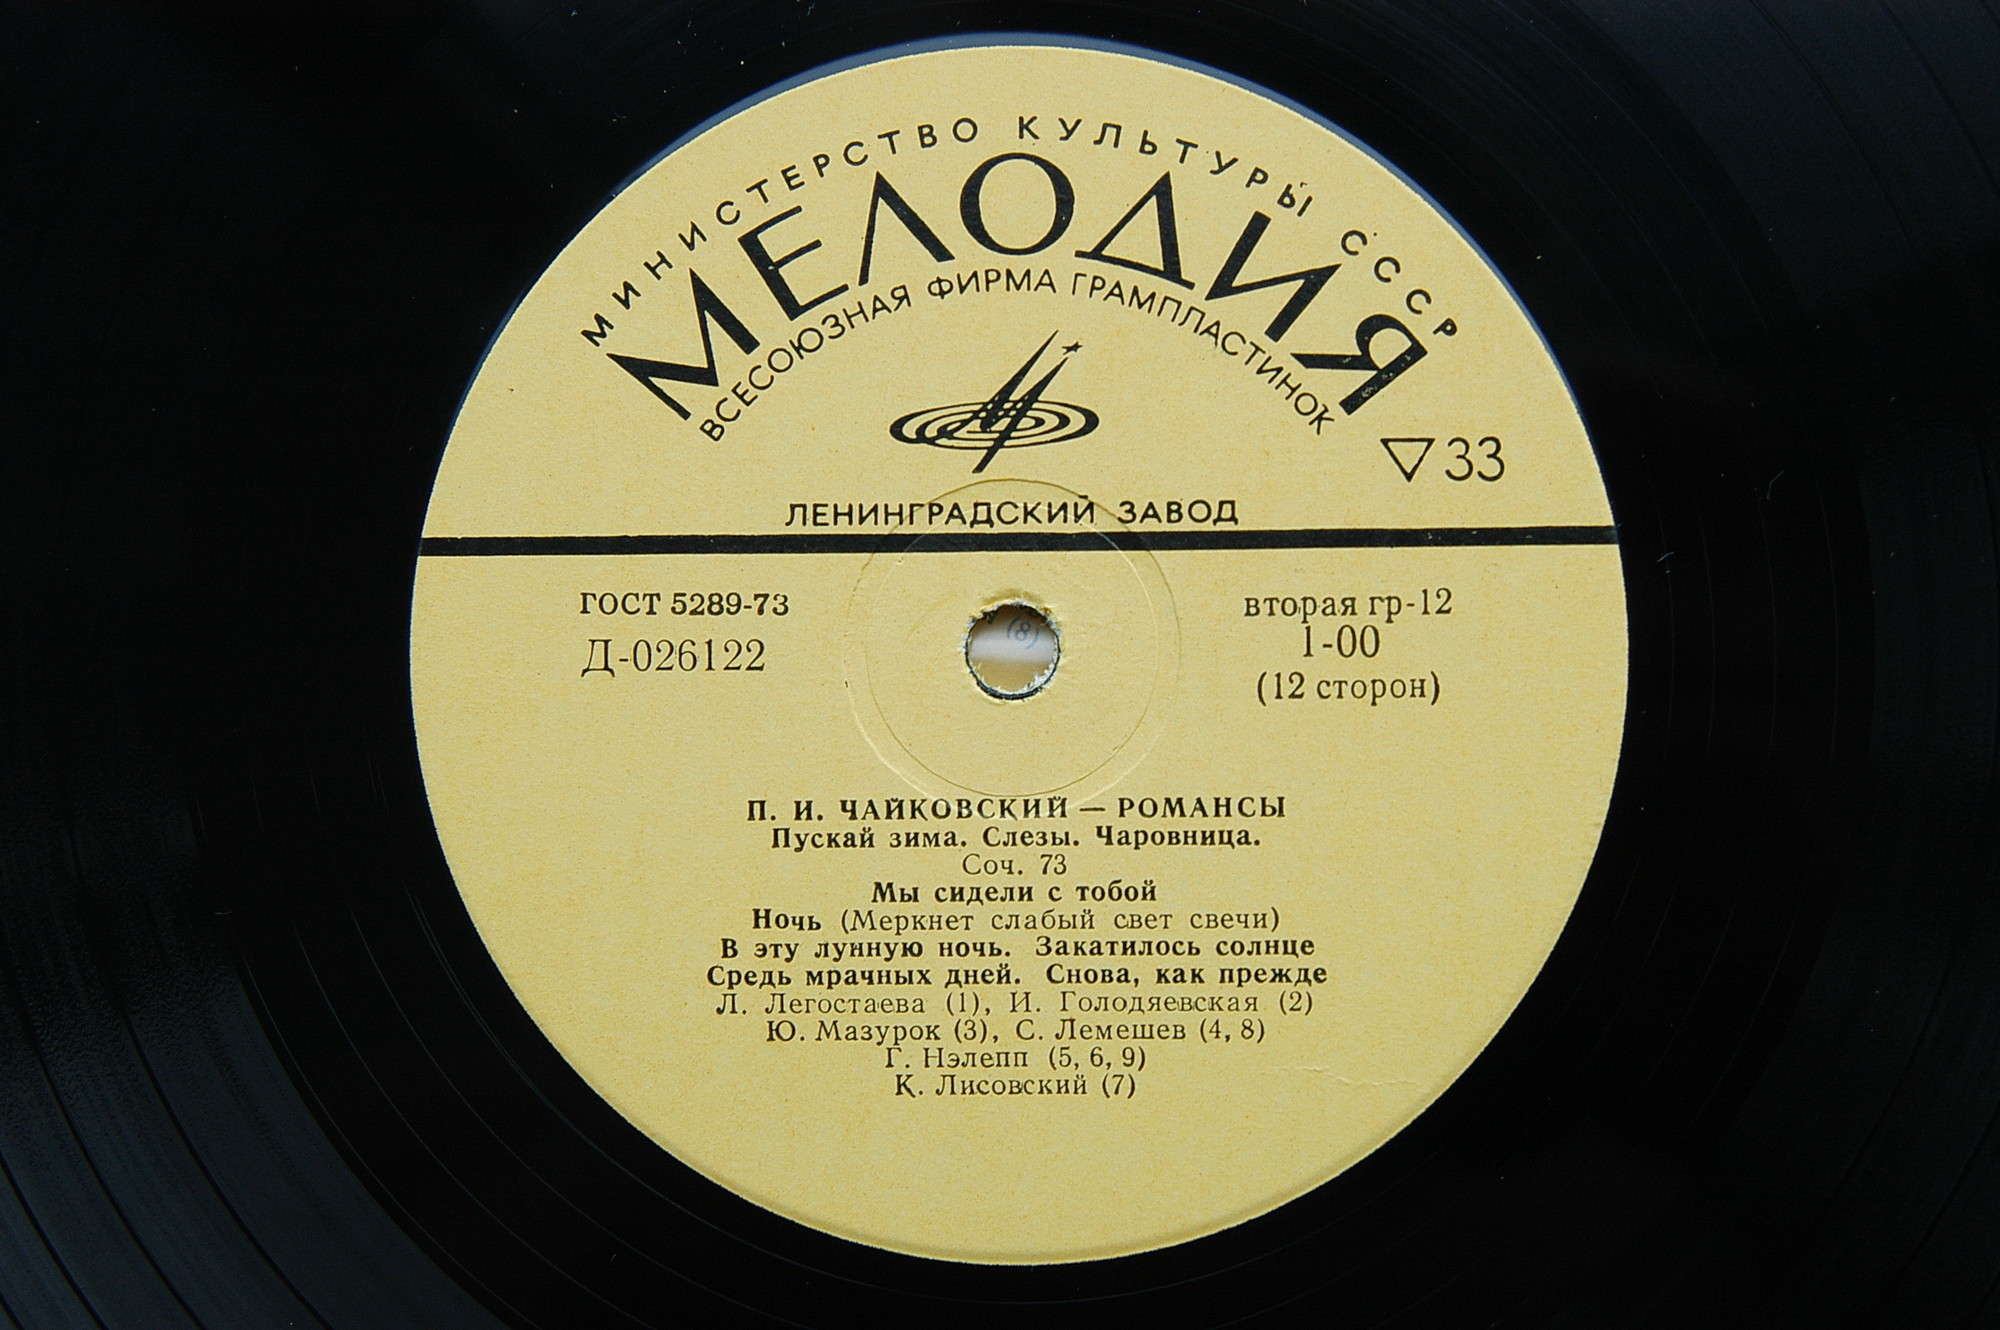 МИНИСТЕРСТВО КУЛЬТУРЫ СССР
МЕЛОДИЯ
ВСЕСОЮЗНАЯ ФИРМА ГРАМПЛАСТИНОК
33
ЛЕНИНГРАДСКИЙ ЗАВОД
ГОСТ 5289-73
Д-026122
вторая гр-12
1-00
(12 сторон)
(8)
П. И. ЧАЙКОВСКИЙ — РОМАНСЫ
Пускай зима. Слезы. Чаровница.
Соч. 73
Мы сидели с тобой
Ночь (Меркнет слабый свет свечи)
В эту лунную ночь. Закатилось солнце
Средь мрачных дней. Снова, как прежде
Л. Легостаева (1), И. Голодяевская (2)
Ю. Мазурок (3), С. Лемешев (4, 8)
Г. Нэлепп (5, 6, 9)
К. Лисовский (7)